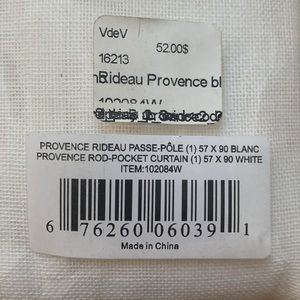 VdeV
52.00$
16213
Rideau Provence bl
102084W
PROVENCE RIDEAU PASSE-PÔLE (1) 57 X 90 BLANC
PROVENCE ROD-POCKET CURTAIN (1) 57 X 90 WHITE
ITEM:102084W
6 76260 06039 1
Made in China